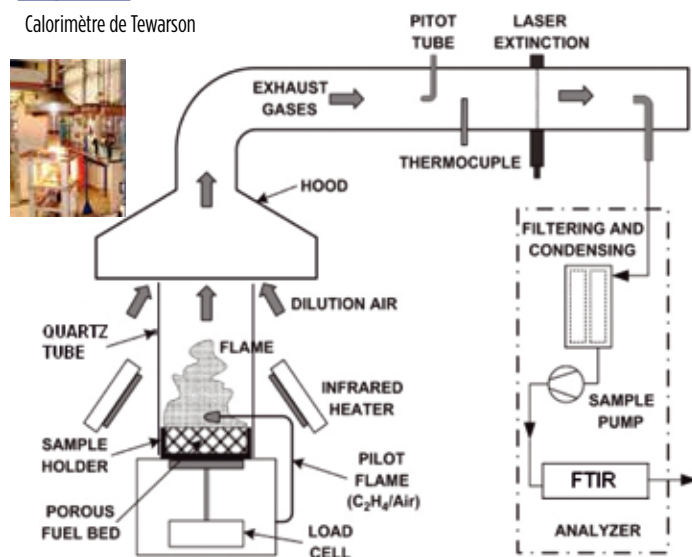 Calorimètre de Tewarson
PITOT
TUBE
LASER
EXTINCTION
EXHAUST
GASES
THERMOCUPLE
HOOD
FILTERING AND
CONDENSING
DILUTION AIR
QUARTZ
TUBE
FLAME
INFRARED
HEATER
SAMPLE
PUMP
SAMPLE
HOLDER
PILOT
FLAME
(C₂H₄/Air)
FTIR
POROUS
FUEL BED
LOAD
CELL
ANALYZER